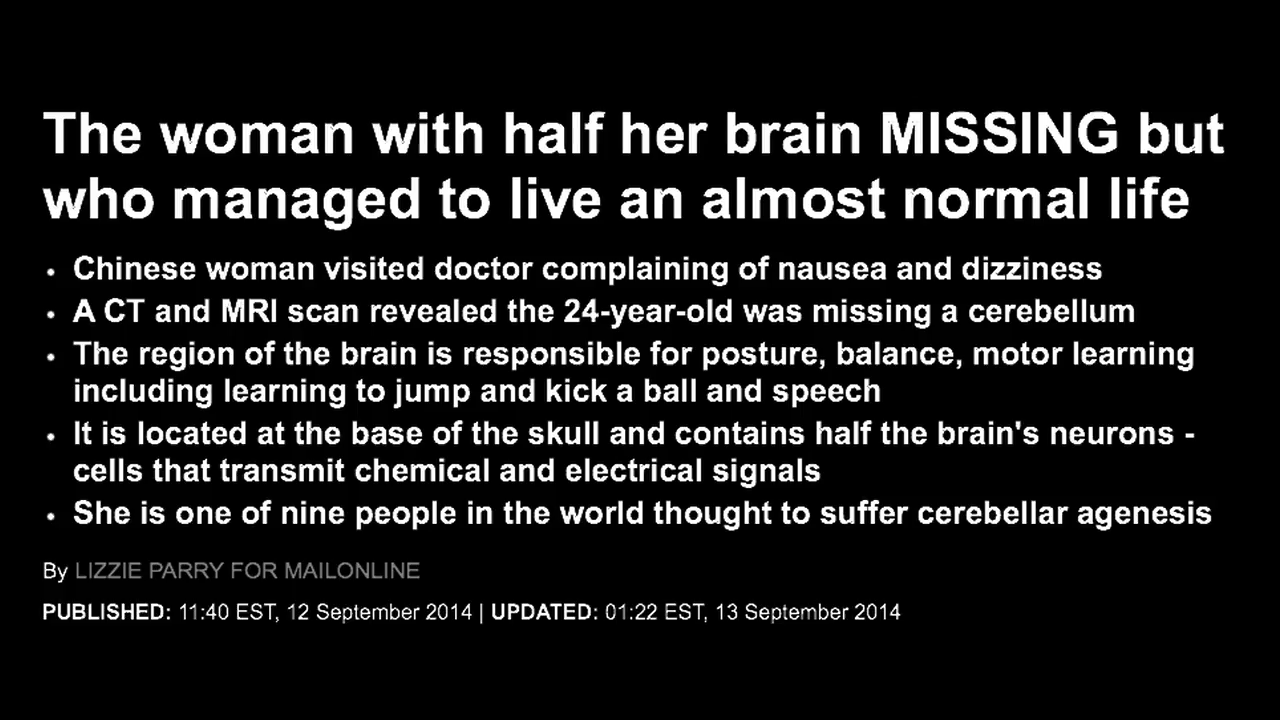 The woman with half her brain MISSING but
who managed to live an almost normal life
• Chinese woman visited doctor complaining of nausea and dizziness
• A CT and MRI scan revealed the 24-year-old was missing a cerebellum
• The region of the brain is responsible for posture, balance, motor learning
including learning to jump and kick a ball and speech
• It is located at the base of the skull and contains half the brain's neurons -
cells that transmit chemical and electrical signals
• She is one of nine people in the world thought to suffer cerebellar agenesis
By LIZZIE PARRY FOR MAILONLINE
PUBLISHED: 11:40 EST, 12 September 2014 | UPDATED: 01:22 EST, 13 September 2014